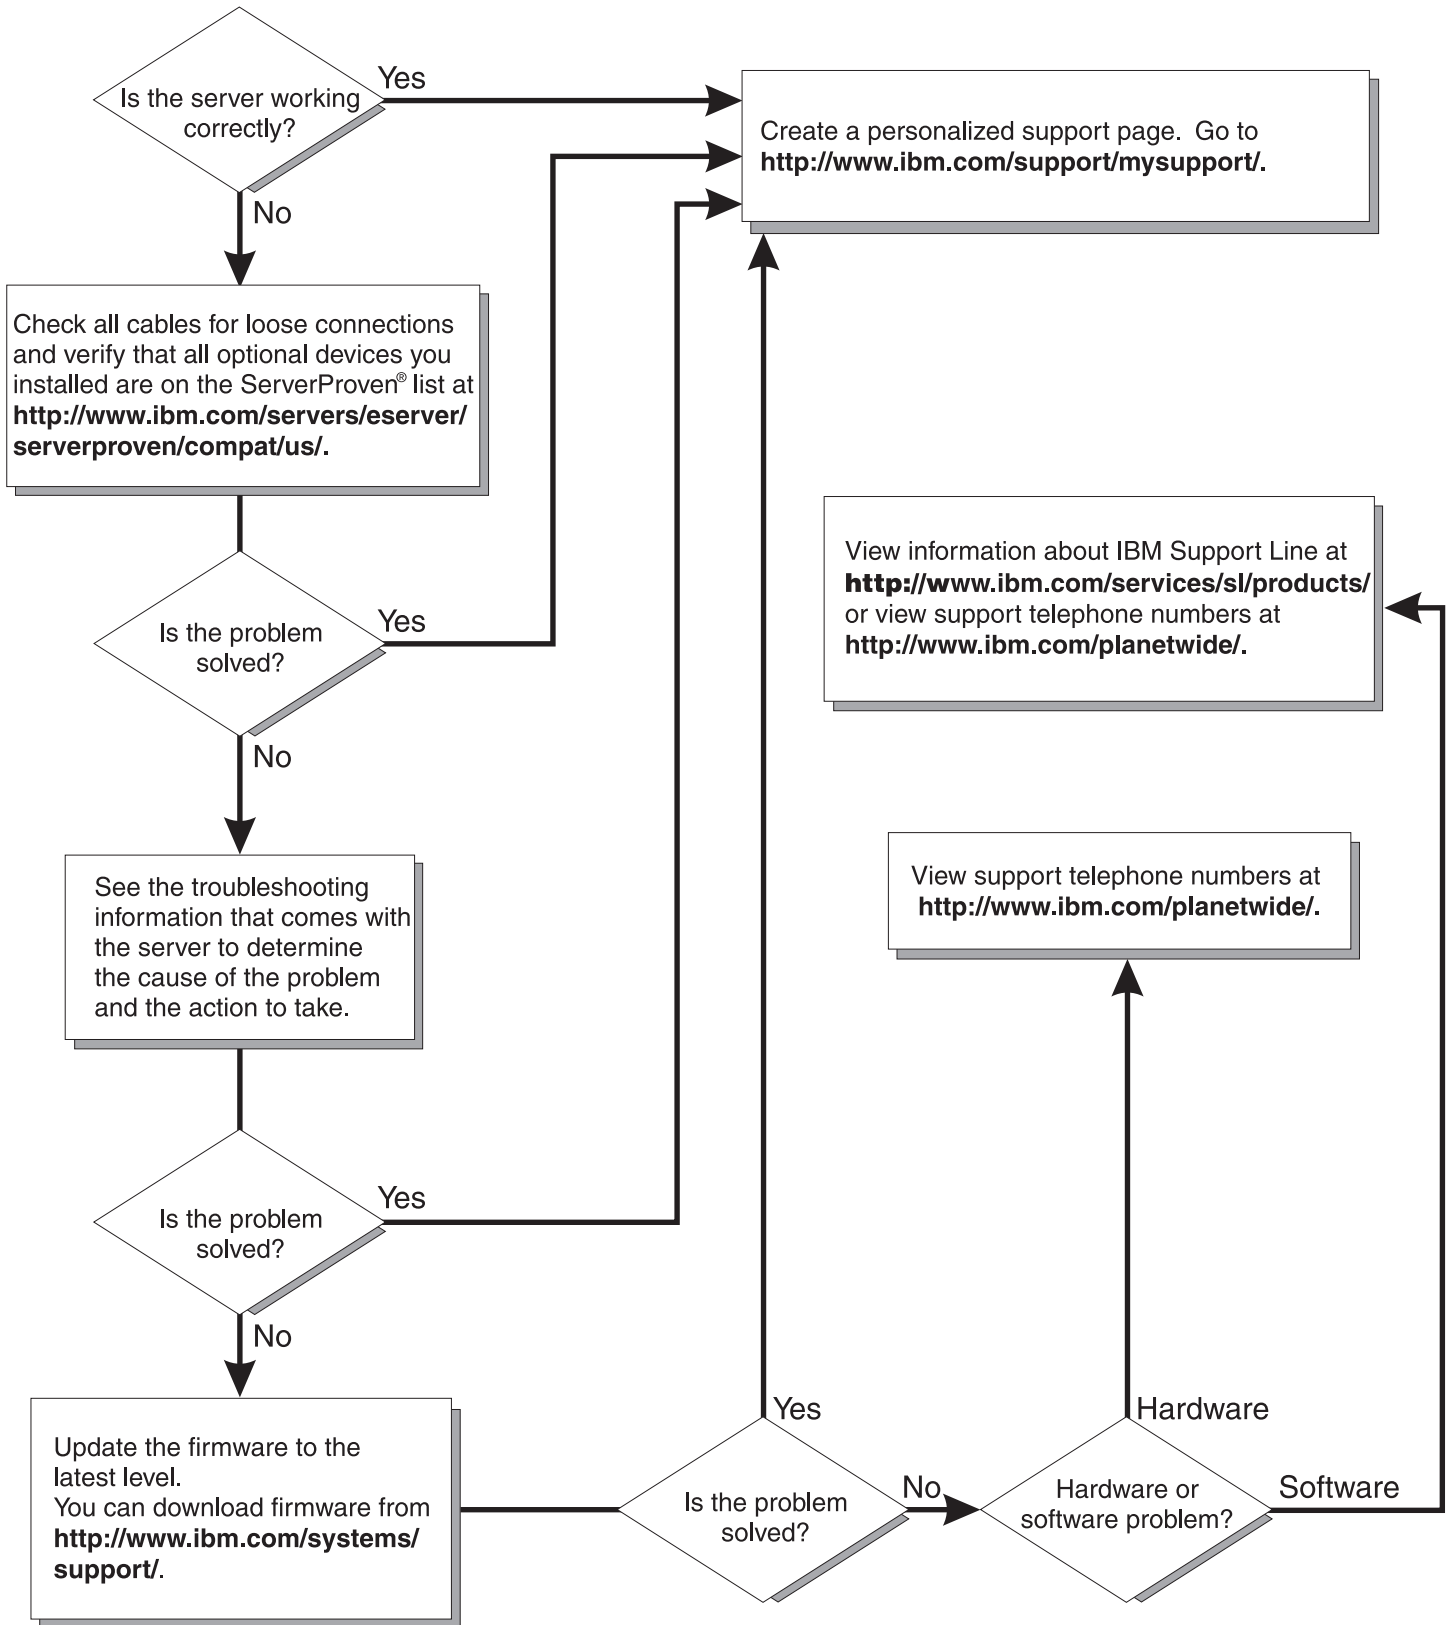 Is the server working
correctly?
Yes
No
Create a personalized support page. Go to
http://www.ibm.com/support/mysupport/.
Check all cables for loose connections
and verify that all optional devices you
installed are on the ServerProven® list at
http://www.ibm.com/servers/eserver/
serverproven/compat/us/.
Is the problem
solved?
Yes
No
View information about IBM Support Line at
http://www.ibm.com/services/sl/products/
or view support telephone numbers at
http://www.ibm.com/planetwide/.
See the troubleshooting
information that comes with
the server to determine
the cause of the problem
and the action to take.
View support telephone numbers at
http://www.ibm.com/planetwide/.
Is the problem
solved?
Yes
No
Update the firmware to the
latest level.
You can download firmware from
http://www.ibm.com/systems/
support/.
Is the problem
solved?
Yes
No
Hardware or
software problem?
Hardware
Software